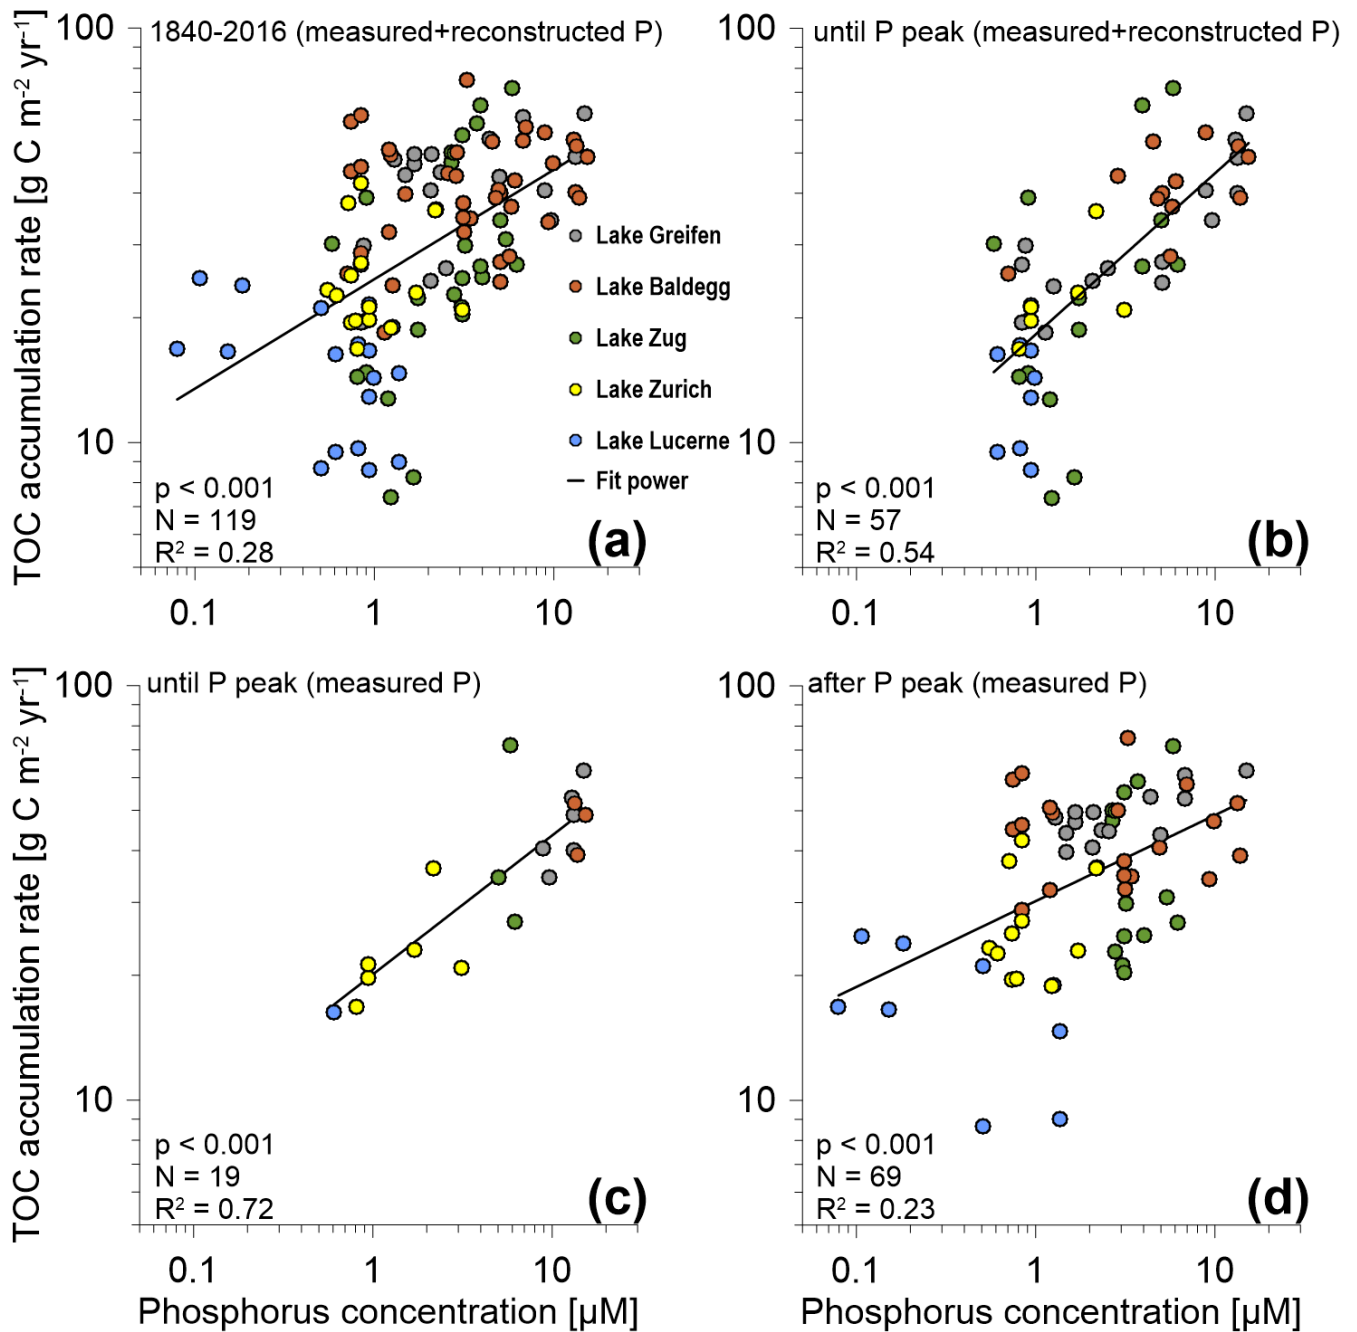 TOC accumulation rate [g C m⁻² yr⁻¹]
100
10
1840-2016 (measured+reconstructed P)
Lake Greifen
Lake Baldegg
Lake Zug
Lake Zurich
Lake Lucerne
Fit power
p < 0.001
N = 119
R² = 0.28
(a)
0.1 1 10
100
10
until P peak (measured+reconstructed P)
p < 0.001
N = 57
R² = 0.54
(b)
0.1 1 10
TOC accumulation rate [g C m⁻² yr⁻¹]
100
10
until P peak (measured P)
p < 0.001
N = 19
R² = 0.72
(c)
0.1 1 10
Phosphorus concentration [µM]
100
10
after P peak (measured P)
p < 0.001
N = 69
R² = 0.23
(d)
0.1 1 10
Phosphorus concentration [µM]